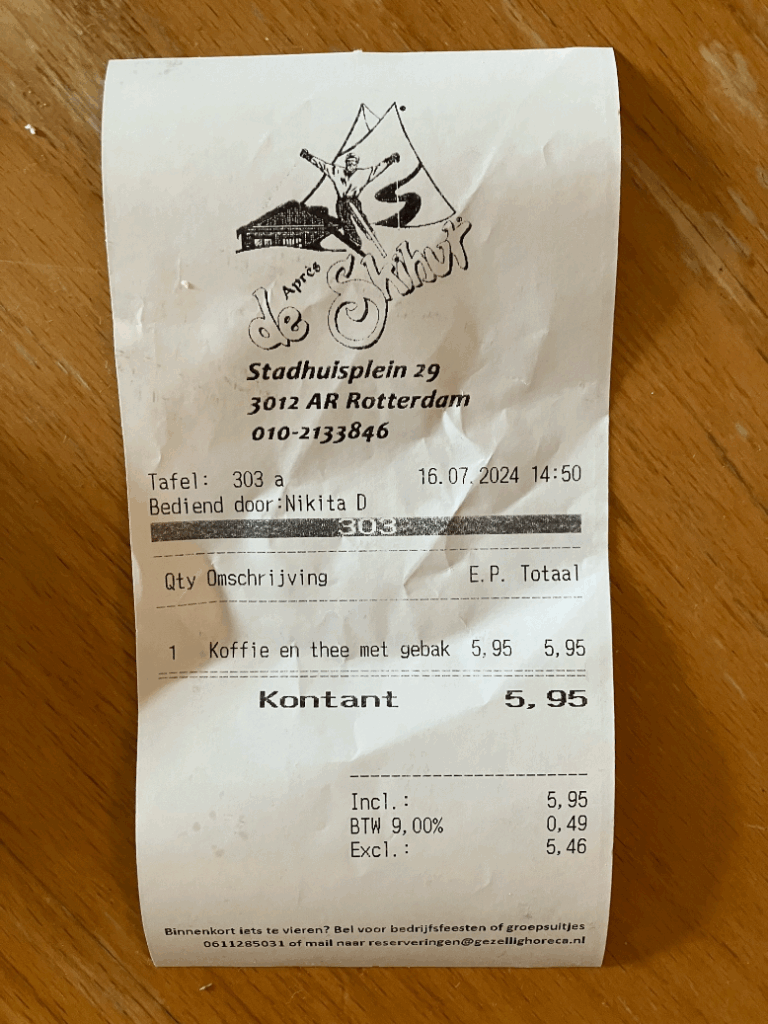 de Après Skihut
Stadhuisplein 29
3012 AR Rotterdam
010-2133846
Tafel: 303 a 16.07.2024 14:50
Bediend door:Nikita D
303
Qty Omschrijving E.P. Totaal
1 Koffie en thee met gebak 5,95 5,95
Kontant 5,95
Incl.: 5,95
BTW 9,00% 0,49
Excl.: 5,46
Binnenkort iets te vieren? Bel voor bedrijfsfeesten of groepsuitjes
0611285031 of mail naar reserveringen@gezellighoreca.nl